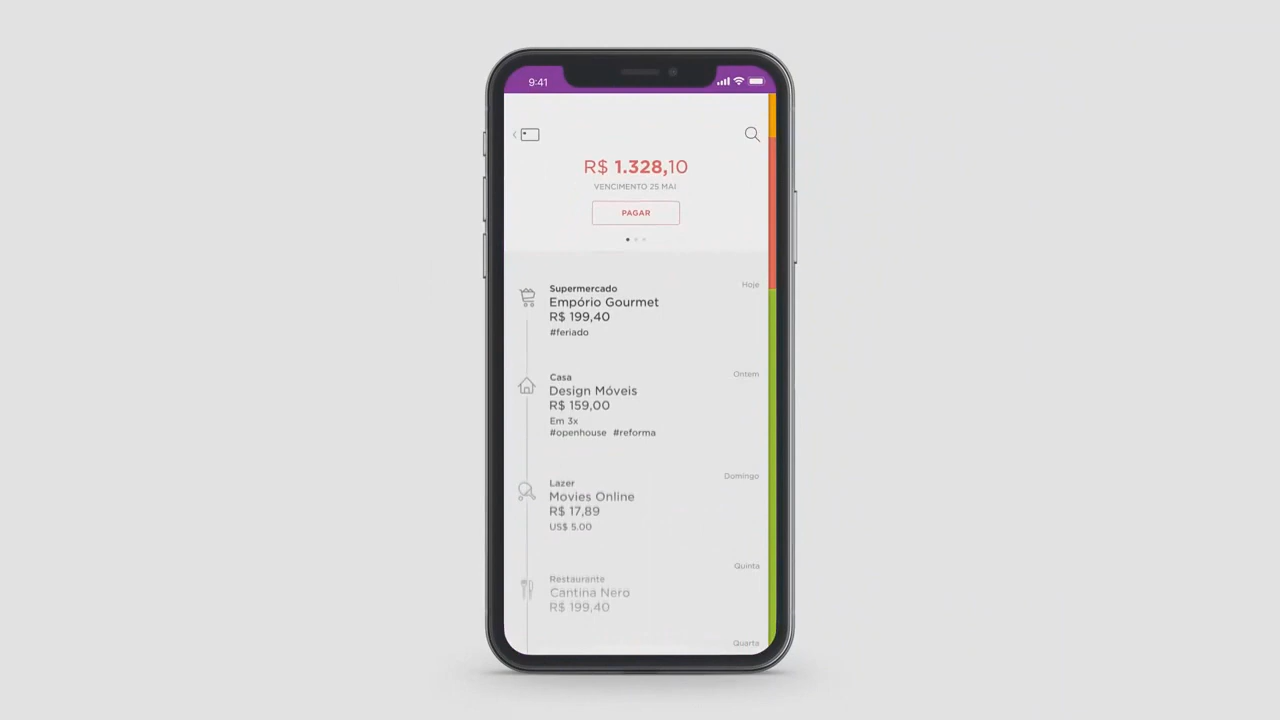 9:41
R$ 1.328,10
VENCIMENTO 25 MAI
PAGAR
Hoje
Supermercado
Empório Gourmet
R$ 199,40
#feriado
Ontem
Casa
Design Móveis
R$ 159,00
Em 3x
#openhouse #reforma
Domingo
Lazer
Movies Online
R$ 17,89
US$ 5.00
Quinta
Restaurante
Cantina Nero
R$ 199,40
Quarta